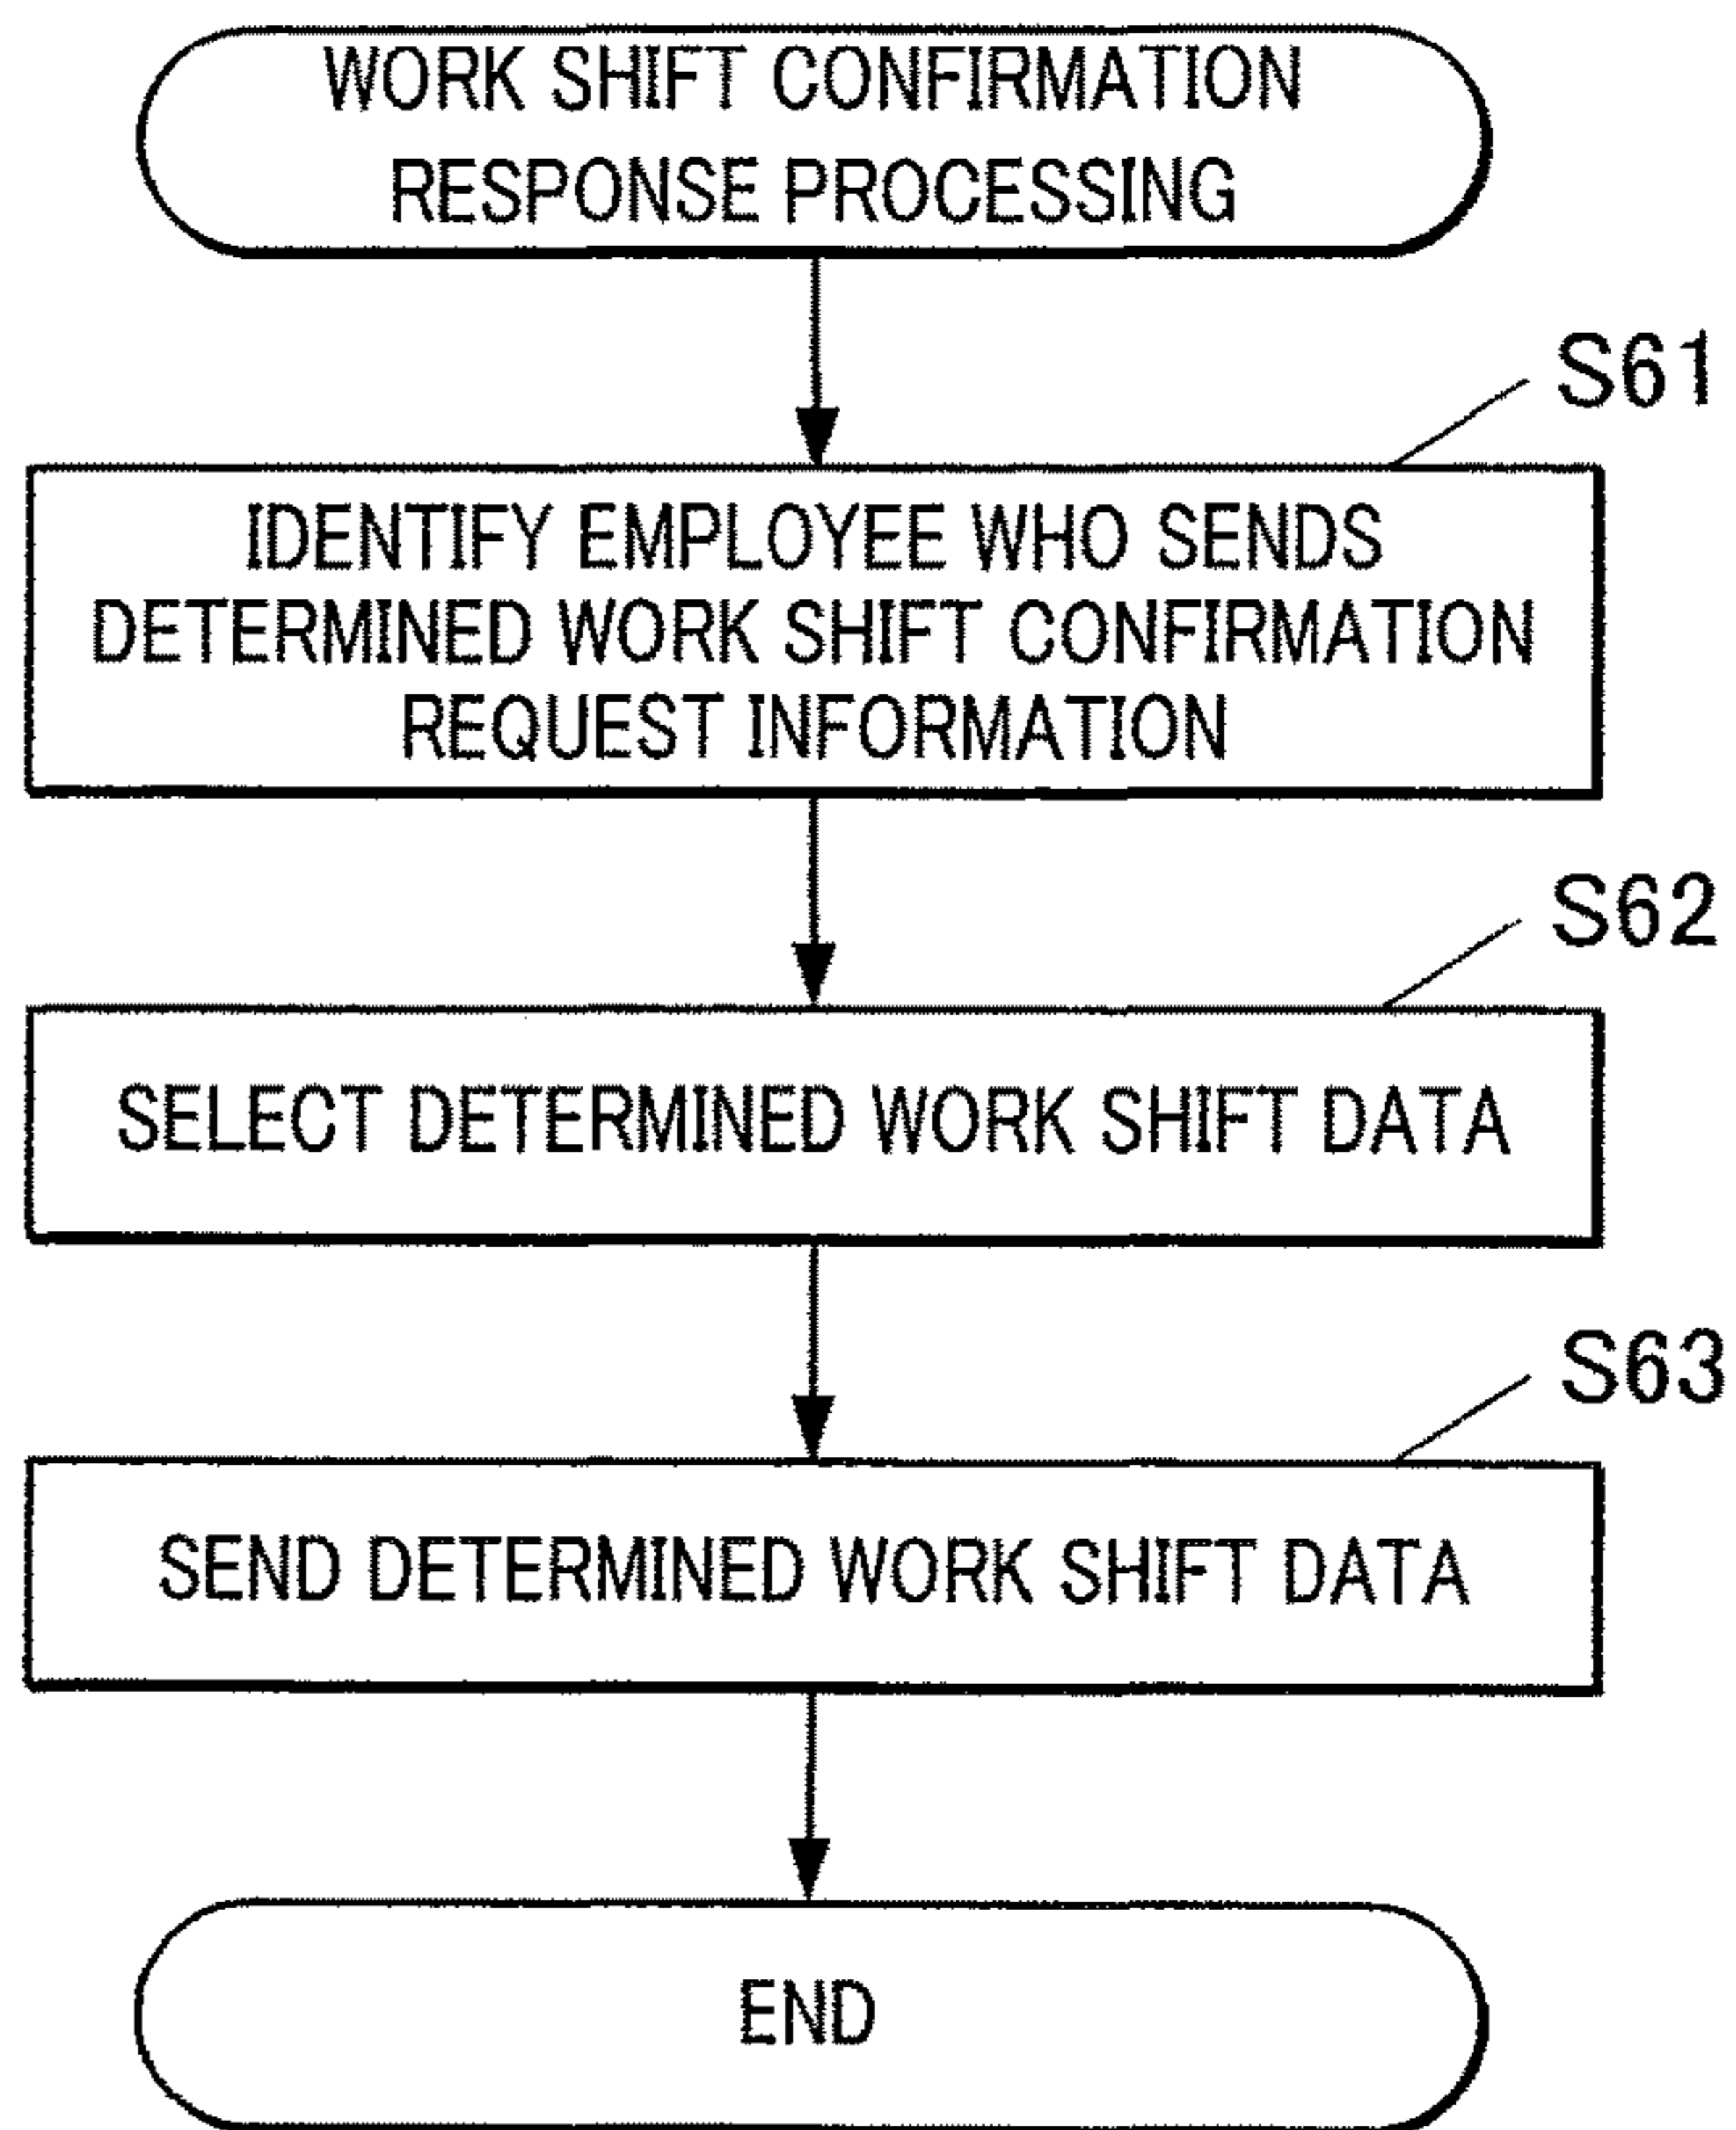 WORK SHIFT CONFIRMATION
RESPONSE PROCESSING
S61
IDENTIFY EMPLOYEE WHO SENDS
DETERMINED WORK SHIFT CONFIRMATION
REQUEST INFORMATION
S62
SELECT DETERMINED WORK SHIFT DATA
S63
SEND DETERMINED WORK SHIFT DATA
END